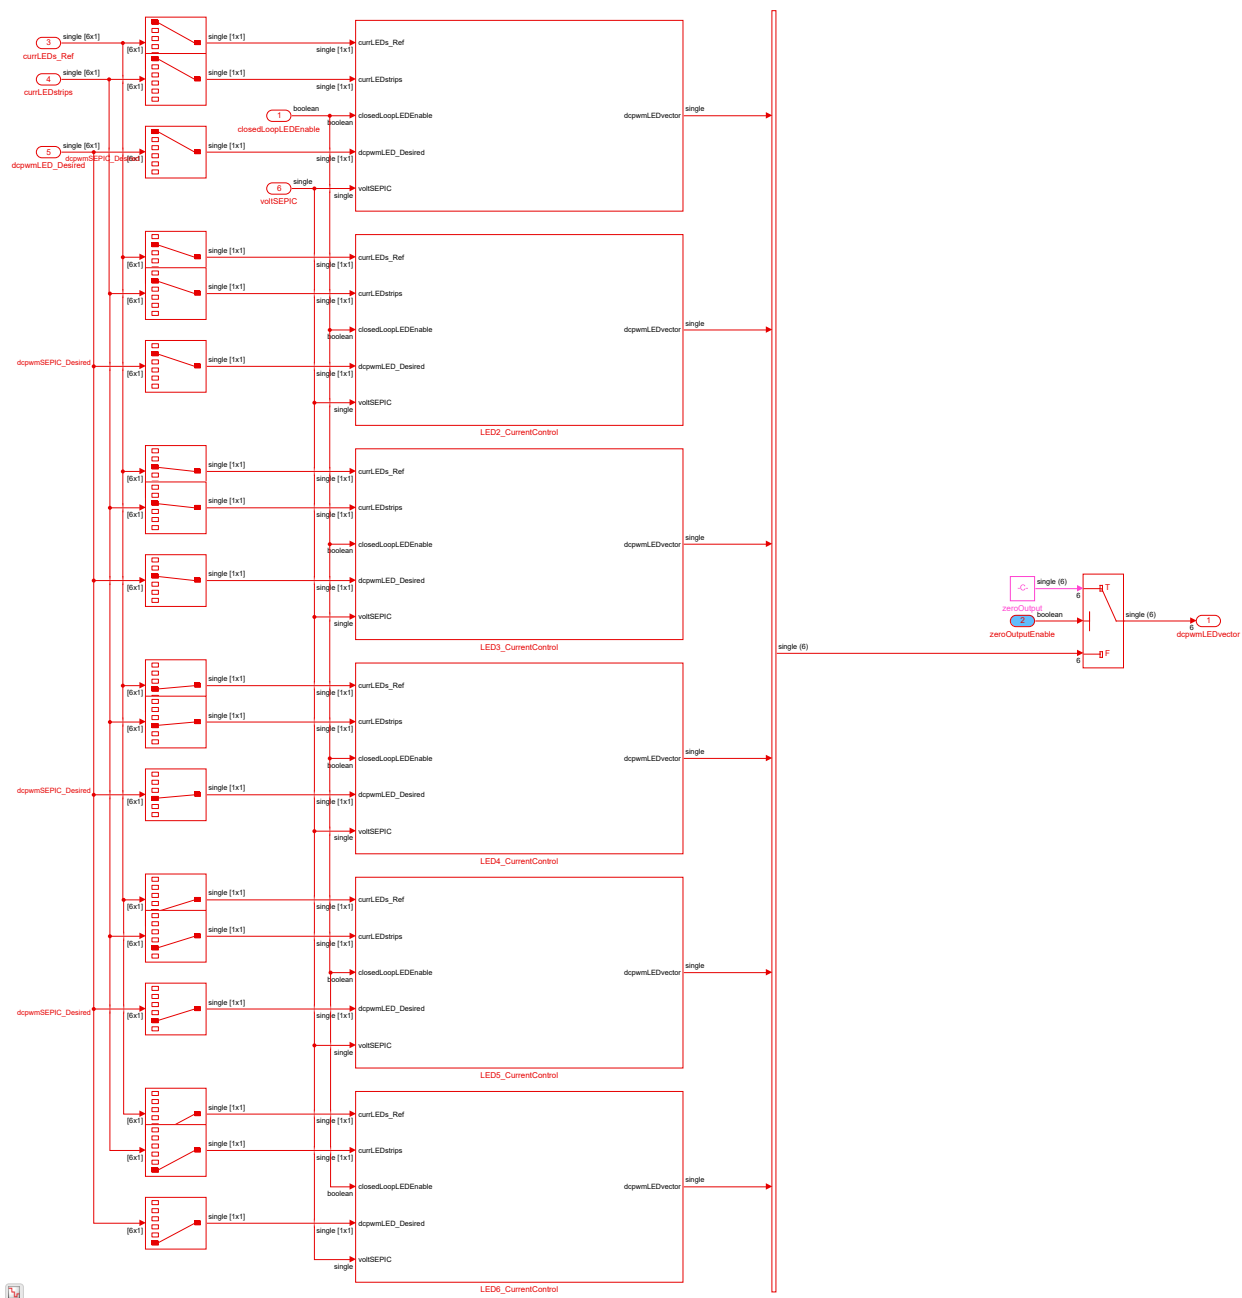 3
single [6x1]
currLEDs_Ref
[6x1]
single [1x1]
single [1x1]
currLEDs_Ref
4
single [6x1]
currLEDstrips
[6x1]
single [1x1]
single [1x1]
currLEDstrips
1
boolean
closedLoopLEDEnable
boolean
closedLoopLEDEnable
dcpwmLEDvector
single
5
single [6x1]
dcpwmLED_Desired
dcpwmSEPIC_Desired
[6x1]
single [1x1]
single [1x1]
dcpwmLED_Desired
6
single
voltSEPIC
single
voltSEPIC
[6x1]
single [1x1]
single [1x1]
currLEDs_Ref
[6x1]
single [1x1]
single [1x1]
currLEDstrips
boolean
closedLoopLEDEnable
dcpwmLEDvector
single
dcpwmSEPIC_Desired
[6x1]
single [1x1]
single [1x1]
dcpwmLED_Desired
single
voltSEPIC
LED2_CurrentControl
[6x1]
single [1x1]
single [1x1]
currLEDs_Ref
[6x1]
single [1x1]
single [1x1]
currLEDstrips
boolean
closedLoopLEDEnable
dcpwmLEDvector
single
[6x1]
single [1x1]
single [1x1]
dcpwmLED_Desired
single
voltSEPIC
LED3_CurrentControl
-C-
zeroOutput
single (6)
6
T
2
zeroOutputEnable
boolean
single (6)
6
F
single (6)
6
1
dcpwmLEDvector
[6x1]
single [1x1]
single [1x1]
currLEDs_Ref
[6x1]
single [1x1]
single [1x1]
currLEDstrips
boolean
closedLoopLEDEnable
dcpwmLEDvector
single
dcpwmSEPIC_Desired
[6x1]
single [1x1]
single [1x1]
dcpwmLED_Desired
single
voltSEPIC
LED4_CurrentControl
[6x1]
single [1x1]
single [1x1]
currLEDs_Ref
[6x1]
single [1x1]
single [1x1]
currLEDstrips
boolean
closedLoopLEDEnable
dcpwmLEDvector
single
dcpwmSEPIC_Desired
[6x1]
single [1x1]
single [1x1]
dcpwmLED_Desired
single
voltSEPIC
LED5_CurrentControl
[6x1]
single [1x1]
single [1x1]
currLEDs_Ref
[6x1]
single [1x1]
single [1x1]
currLEDstrips
boolean
closedLoopLEDEnable
dcpwmLEDvector
single
[6x1]
single [1x1]
single [1x1]
dcpwmLED_Desired
single
voltSEPIC
LED6_CurrentControl